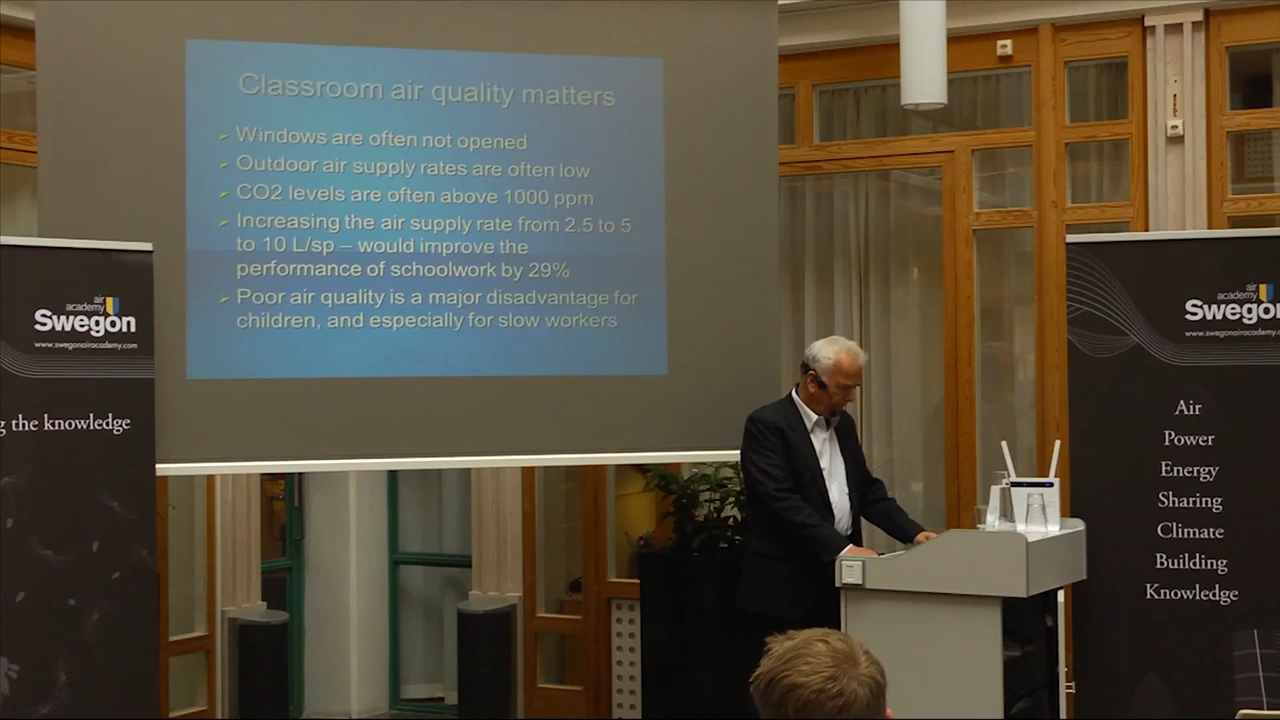 Classroom air quality matters
Windows are often not opened
Outdoor air supply rates are often low
CO2 levels are often above 1000 ppm
Increasing the air supply rate from 2.5 to 5
to 10 L/sp – would improve the
performance of schoolwork by 29%
Poor air quality is a major disadvantage for
children, and especially for slow workers
air
academy
Swegon
www.swegonairacademy.com
g the knowledge
air
academy
Swego
www.swegonairacademy.c
Air
Power
Energy
Sharing
Climate
Building
Knowledge